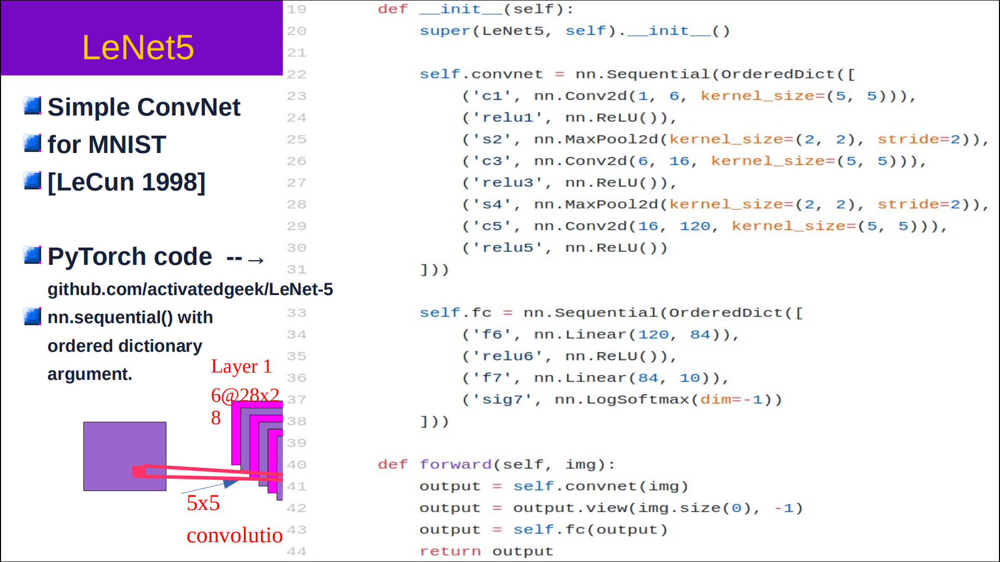 LeNet5
Simple ConvNet
for MNIST
[LeCun 1998]
PyTorch code  --→
github.com/activatedgeek/LeNet-5
nn.sequential() with
ordered dictionary
argument.
Layer 1
6@28x2
8
5x5
convolutio
19 def __init__(self):
20 super(LeNet5, self).__init__()
21
22 self.convnet = nn.Sequential(OrderedDict([
23 ('c1', nn.Conv2d(1, 6, kernel_size=(5, 5))),
24 ('relu1', nn.ReLU()),
25 ('s2', nn.MaxPool2d(kernel_size=(2, 2), stride=2)),
26 ('c3', nn.Conv2d(6, 16, kernel_size=(5, 5))),
27 ('relu3', nn.ReLU()),
28 ('s4', nn.MaxPool2d(kernel_size=(2, 2), stride=2)),
29 ('c5', nn.Conv2d(16, 120, kernel_size=(5, 5))),
30 ('relu5', nn.ReLU())
31 ]))
32
33 self.fc = nn.Sequential(OrderedDict([
34 ('f6', nn.Linear(120, 84)),
35 ('relu6', nn.ReLU()),
36 ('f7', nn.Linear(84, 10)),
37 ('sig7', nn.LogSoftmax(dim=-1))
38 ]))
39
40 def forward(self, img):
41 output = self.convnet(img)
42 output = output.view(img.size(0), -1)
43 output = self.fc(output)
44 return output